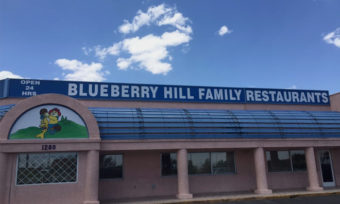 OPEN
24
HRS
BLUEBERRY HILL FAMILY RESTAURANTS
1280